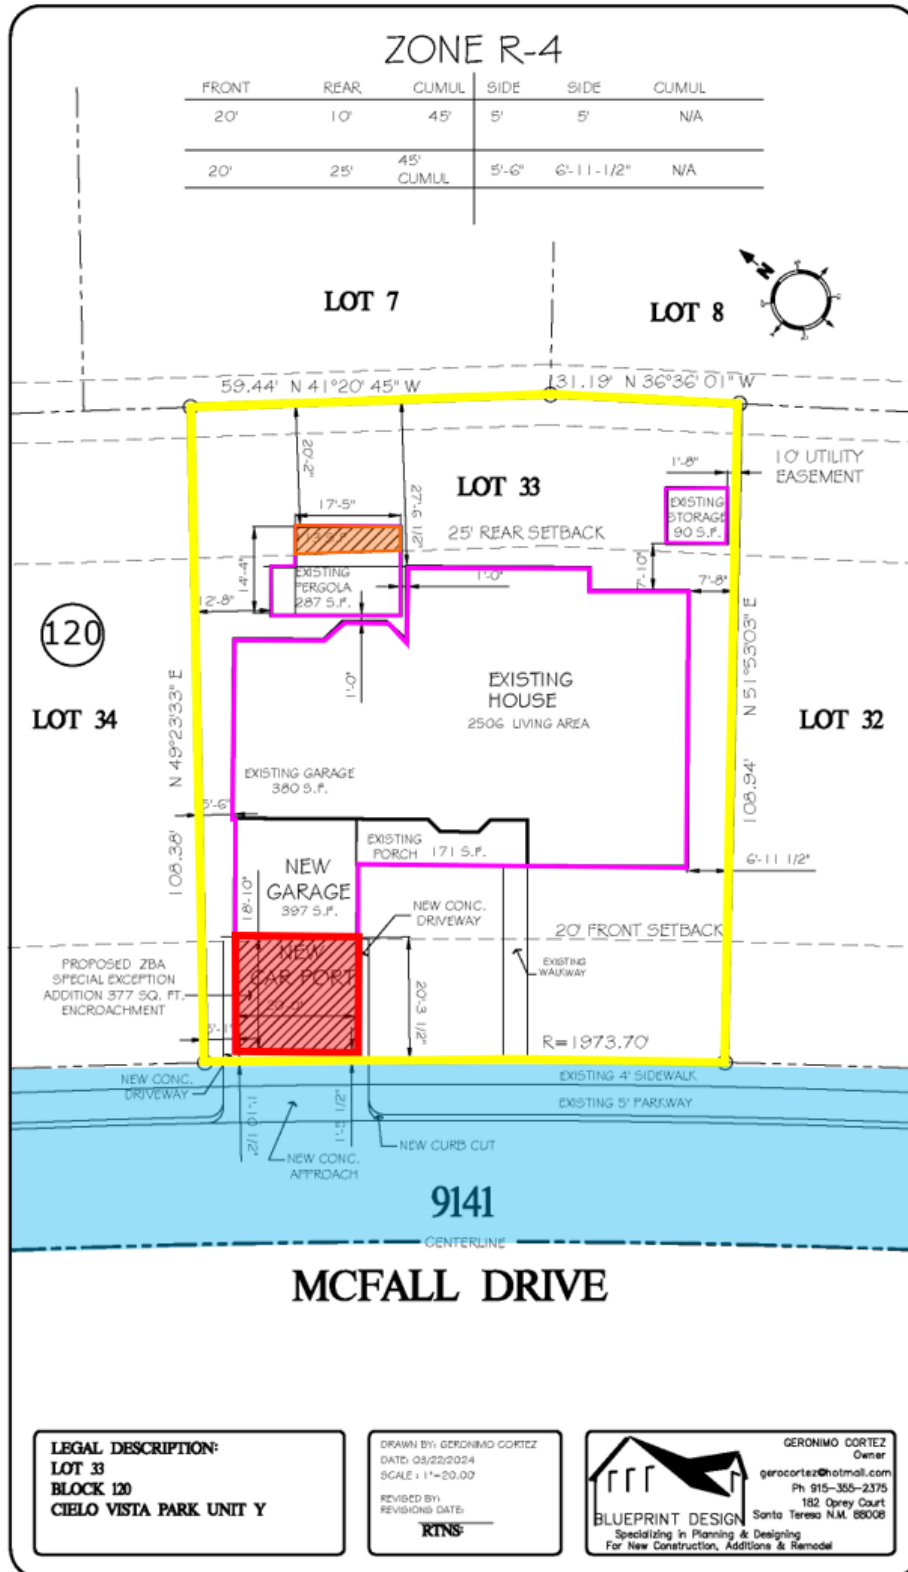 ZONE R-4
FRONT REAR CUMUL SIDE SIDE CUMUL
20' 10' 45' 5' 5' N/A
20' 25' 45' CUMUL 5'-6" 6'-11-1/2" N/A
N
LOT 7
LOT 8
59.44' N 41°20'45" W
31.19' N 36°36'01" W
20'-2"
27'-6 1/2"
1'-8"
10' UTILITY
EASEMENT
LOT 33
17'-5"
EXISTING
STORAGE
90 S.F.
25' REAR SETBACK
14'-4"
EXISTING
PERGOLA
287 S.F.
1'-0"
7'-10"
7'-8"
12'-8"
120
1'-0"
N 51°53'03" E
108.94'
LOT 34
N 49°23'33" E
108.38'
EXISTING
HOUSE
2506 LIVING AREA
LOT 32
EXISTING GARAGE
380 S.F.
5'-6"
EXISTING
PORCH 171 S.F.
6'-11 1/2"
NEW
GARAGE
397 S.F.
18'-10"
NEW CONC.
DRIVEWAY
20' FRONT SETBACK
NEW
CAR PORT
EXISTING
WALKWAY
PROPOSED ZBA
SPECIAL EXCEPTION
ADDITION 377 SQ. FT.
ENCROACHMENT
20'-0"
20'-3 1/2"
5'-1"
R=1973.70'
NEW CONC.
DRIVEWAY
EXISTING 4' SIDEWALK
EXISTING 5' PARKWAY
1'-10 1/2"
1'-5 1/2"
NEW CURB CUT
NEW CONC.
APPROACH
9141
CENTERLINE
MCFALL DRIVE
LEGAL DESCRIPTION:
LOT 33
BLOCK 120
CIELO VISTA PARK UNIT Y
DRAWN BY: GERONIMO CORTEZ
DATE: 03/22/2024
SCALE : 1"=20.00'
REVISED BY:
REVISIONS DATE:
RTNS:
GERONIMO CORTEZ
Owner
gerocortez@hotmail.com
Ph 915-355-2375
182 Oprey Court
Santa Teresa N.M. 88008
BLUEPRINT DESIGN
Specializing in Planning & Designing
For New Construction, Additions & Remodel